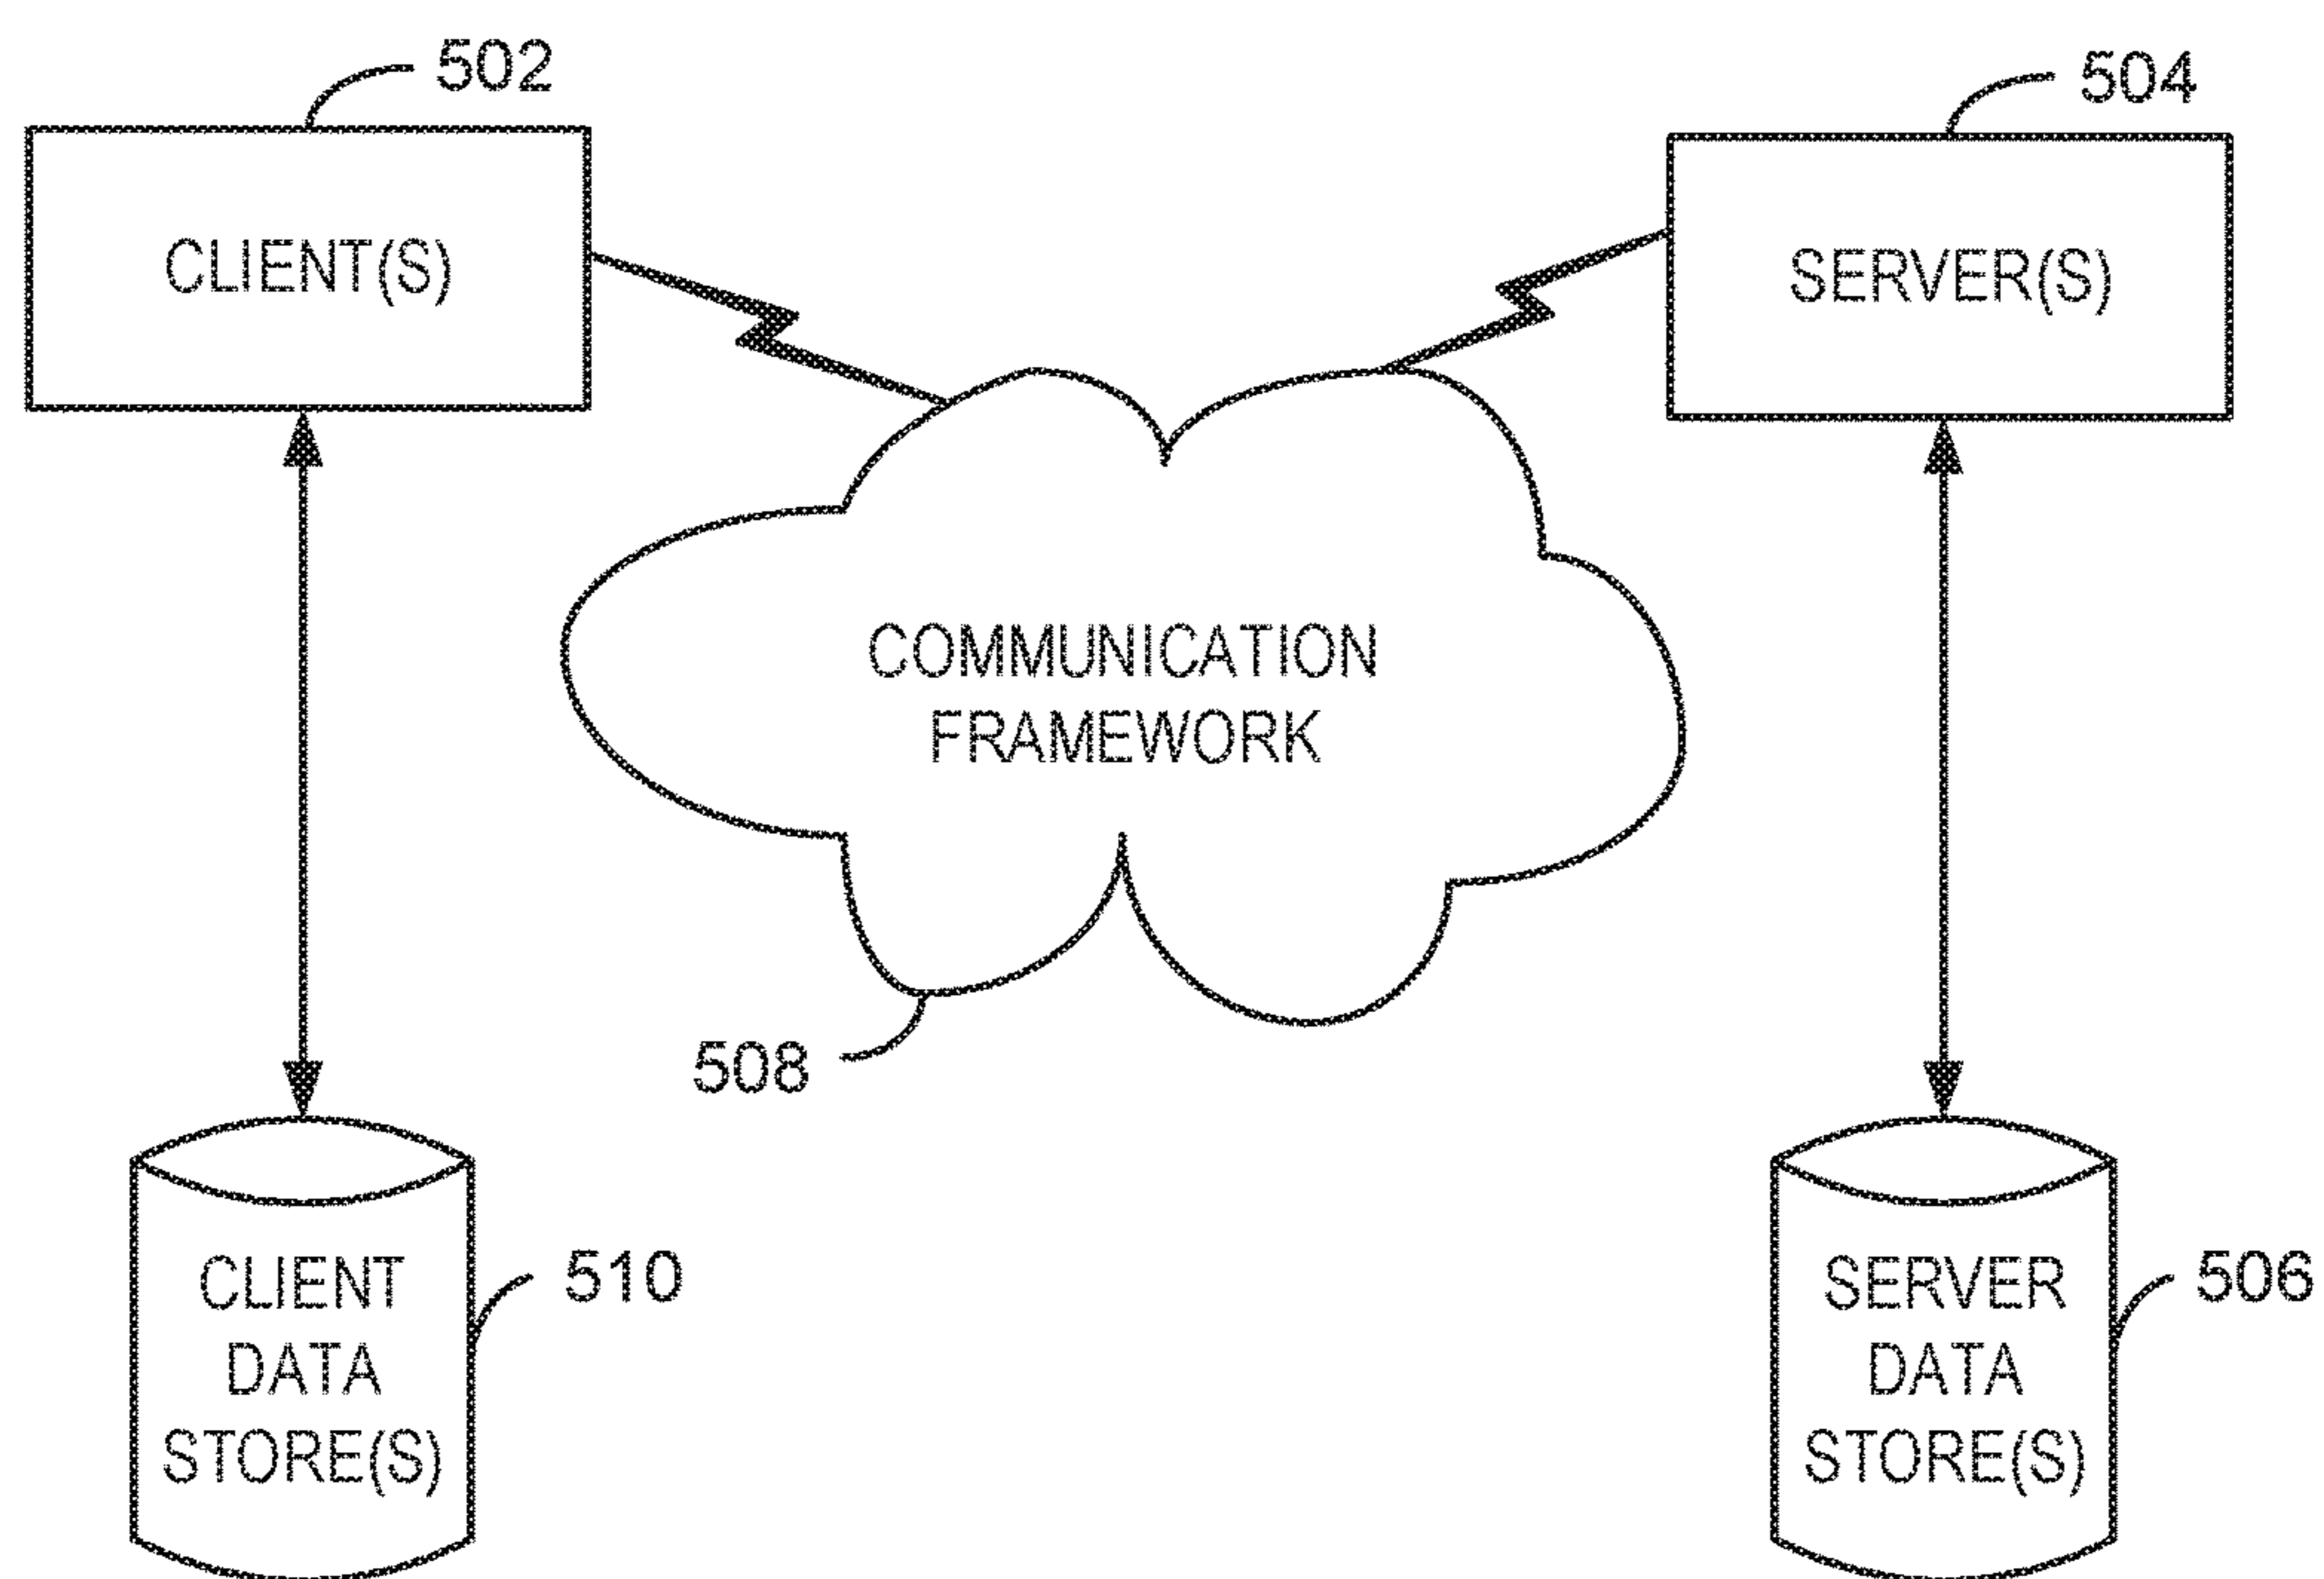 502
504
CLIENT(S)
SERVER(S)
COMMUNICATION
FRAMEWORK
508
CLIENT
DATA
STORE(S)
510
SERVER
DATA
STORE(S)
506